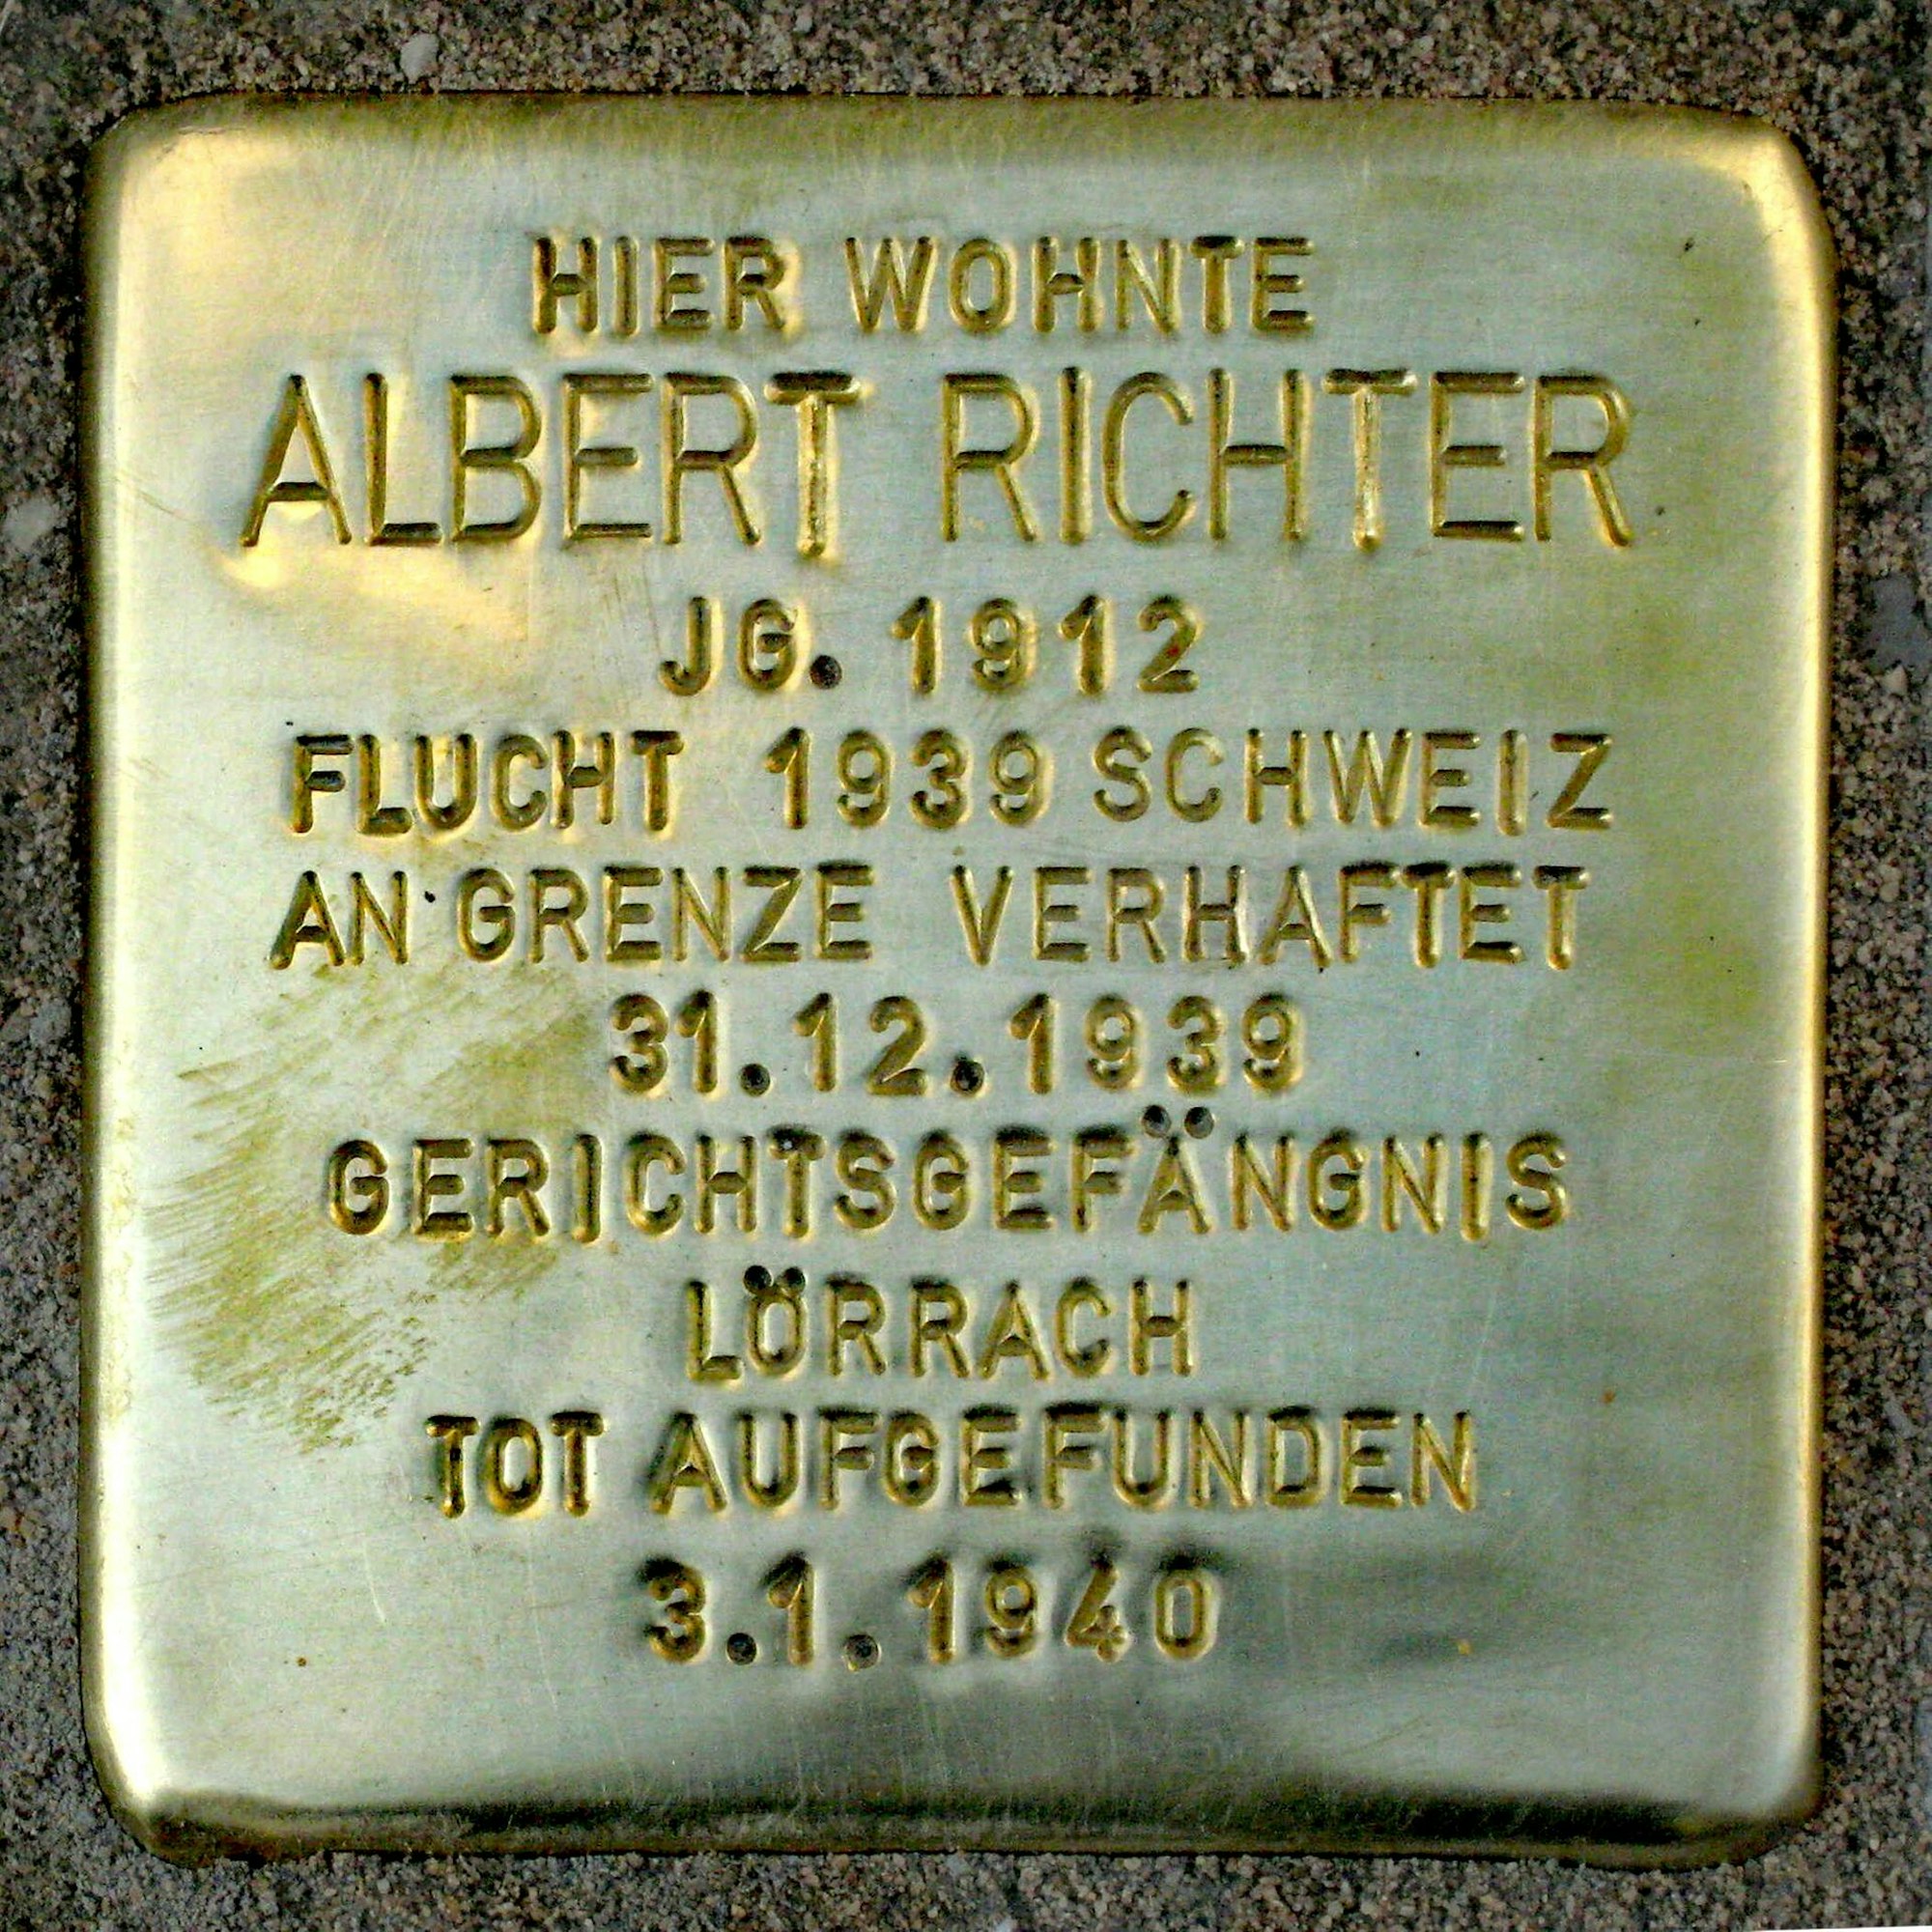 HIER WOHNTE
ALBERT RICHTER
JG. 1912
FLUCHT 1939 SCHWEIZ
AN GRENZE VERHAFTET
31.12.1939
GERICHTSGEFÄNGNIS
LÖRRACH
TOT AUFGEFUNDEN
3.1.1940